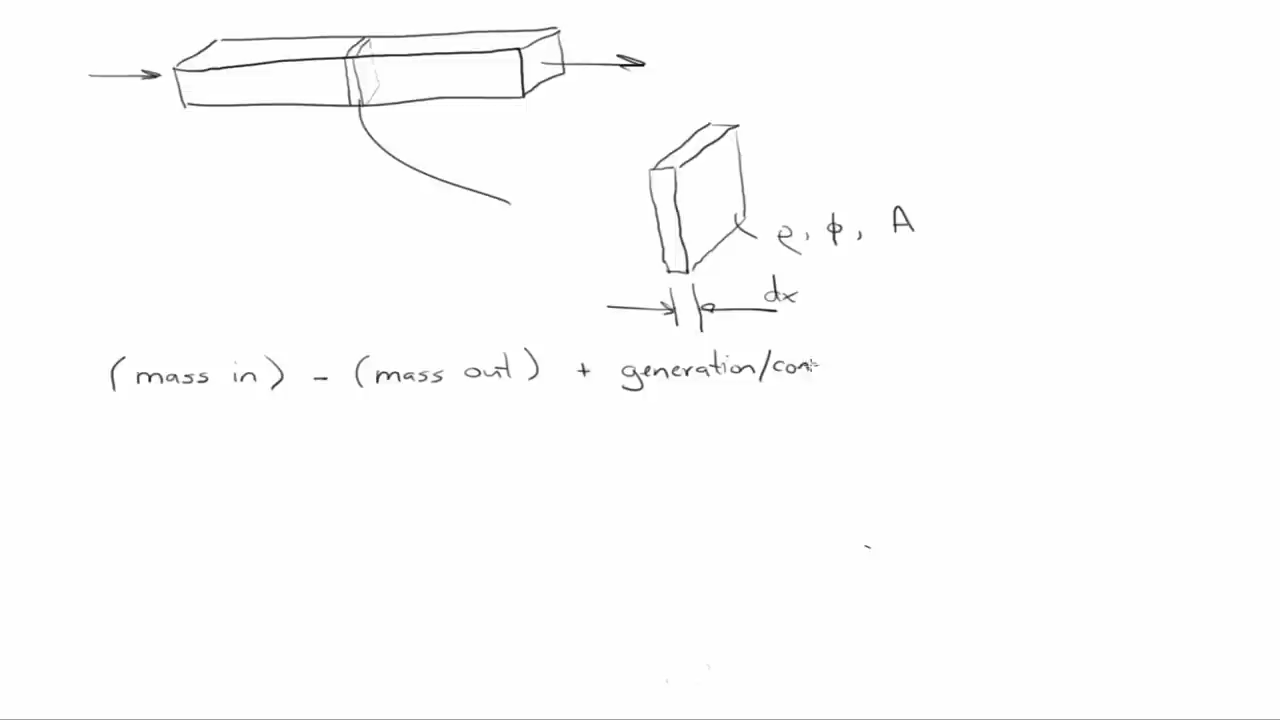 ρ, φ, A
dx
(mass in) - (mass out) + generation/con